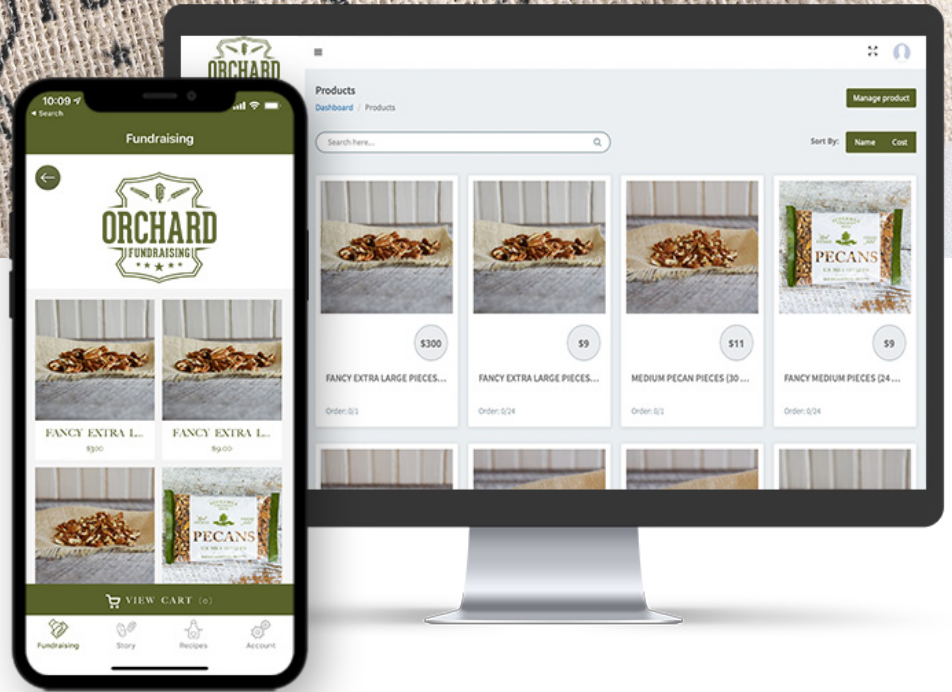 ORCHARD
Products
Dashboard / Products
Manage product
Search here...
Sort By:
Name
Cost
$300
FANCY EXTRA LARGE PIECES...
Order: 0/1
$9
FANCY EXTRA LARGE PIECES...
Order: 0/24
$11
MEDIUM PECAN PIECES (30 ...
Order: 0/1
PECANS
$9
FANCY MEDIUM PIECES (24 ...
Order: 0/24
10:09
Search
Fundraising
ORCHARD
FUNDRAISING
FANCY EXTRA L...
$300
FANCY EXTRA L...
$9.00
PECANS
VIEW CART (0)
Fundraising
Story
Recipes
Account